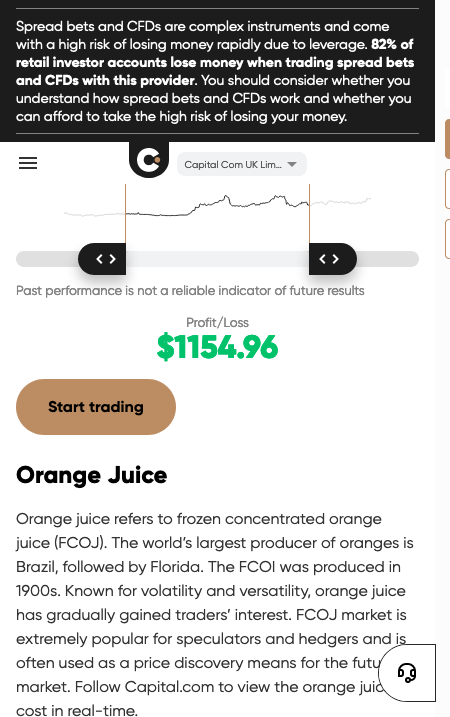 Spread bets and CFDs are complex instruments and come
with a high risk of losing money rapidly due to leverage. 82% of
retail investor accounts lose money when trading spread bets
and CFDs with this provider. You should consider whether you
understand how spread bets and CFDs work and whether you
can afford to take the high risk of losing your money.
Capital Com UK Lim...
Past performance is not a reliable indicator of future results
Profit/Loss
$1154.96
Start trading
Orange Juice
Orange juice refers to frozen concentrated orange
juice (FCOJ). The world’s largest producer of oranges is
Brazil, followed by Florida. The FCOI was produced in
1900s. Known for volatility and versatility, orange juice
has gradually gained traders’ interest. FCOJ market is
extremely popular for speculators and hedgers and is
often used as a price discovery means for the
market. Follow Capital.com to view the orange
cost in real-time.